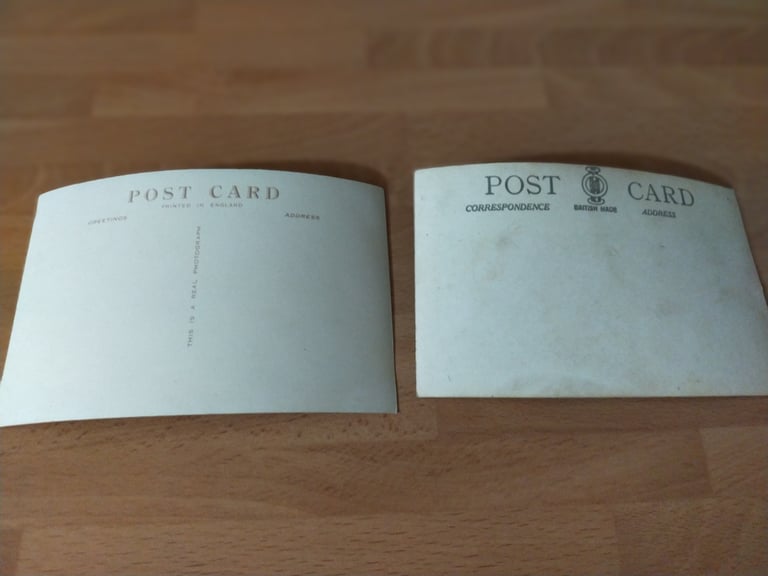 POST CARD
PRINTED IN ENGLAND
GREETINGS
ADDRESS
THIS IS A REAL PHOTOGRAPH
POST CARD
CORRESPONDENCE
BRITISH MADE
ADDRESS